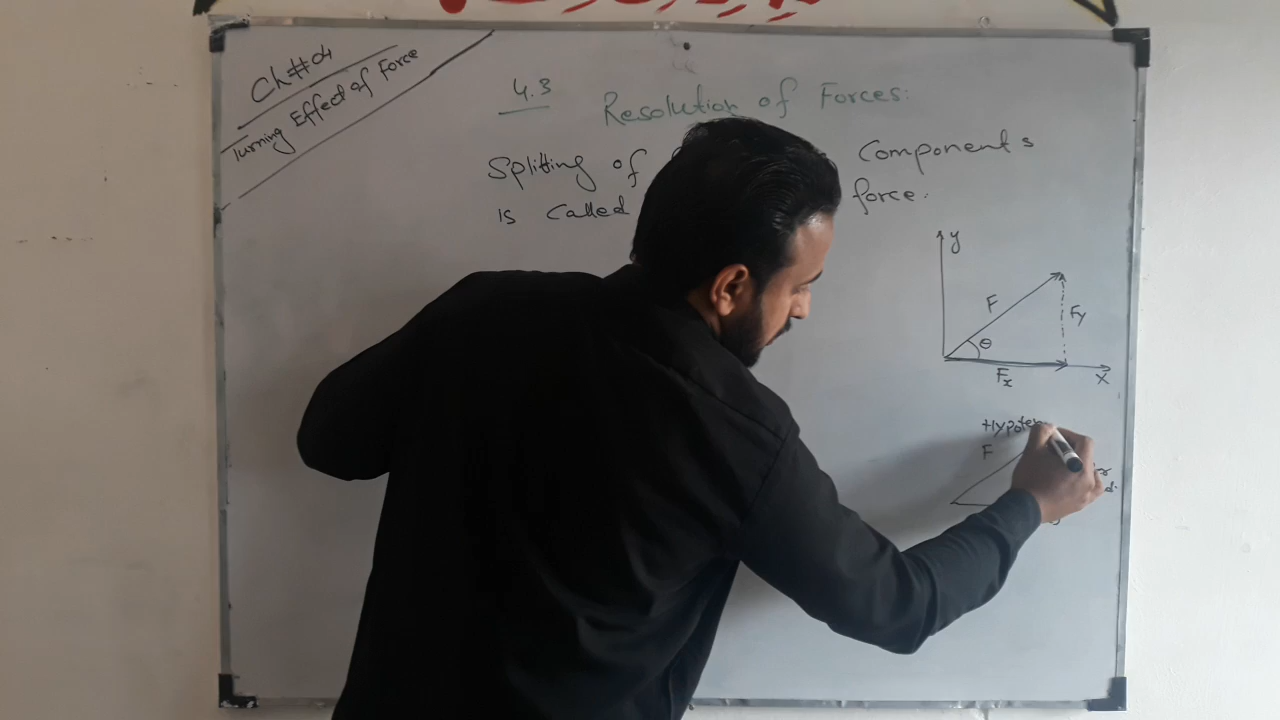 Ch#04
Turning Effect of Force
4.3 Resolution of Forces:
Splitting of Components
is Called force:
y
F
Fy
θ
Fx
x
F